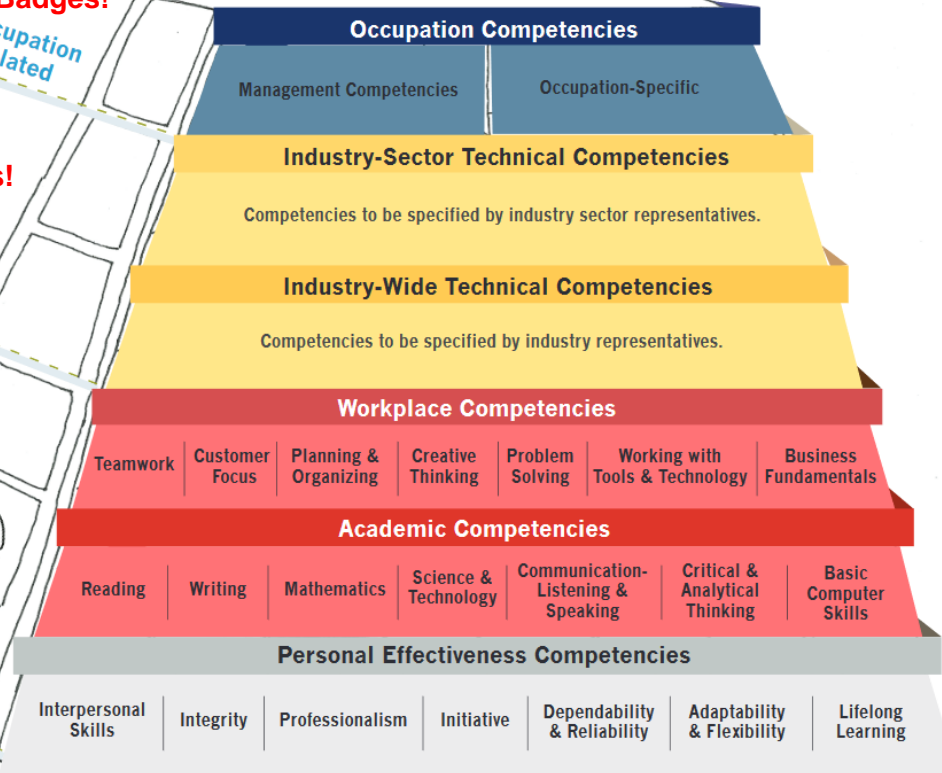 Badges!
cupation
lated
s!
Occupation Competencies
Management Competencies
Occupation-Specific
Industry-Sector Technical Competencies
Competencies to be specified by industry sector representatives.
Industry-Wide Technical Competencies
Competencies to be specified by industry representatives.
Workplace Competencies
Teamwork
Customer
Focus
Planning &
Organizing
Creative
Thinking
Problem
Solving
Working with
Tools & Technology
Business
Fundamentals
Academic Competencies
Reading
Writing
Mathematics
Science &
Technology
Communication-
Listening &
Speaking
Critical &
Analytical
Thinking
Basic
Computer
Skills
Personal Effectiveness Competencies
Interpersonal
Skills
Integrity
Professionalism
Initiative
Dependability
& Reliability
Adaptability
& Flexibility
Lifelong
Learning